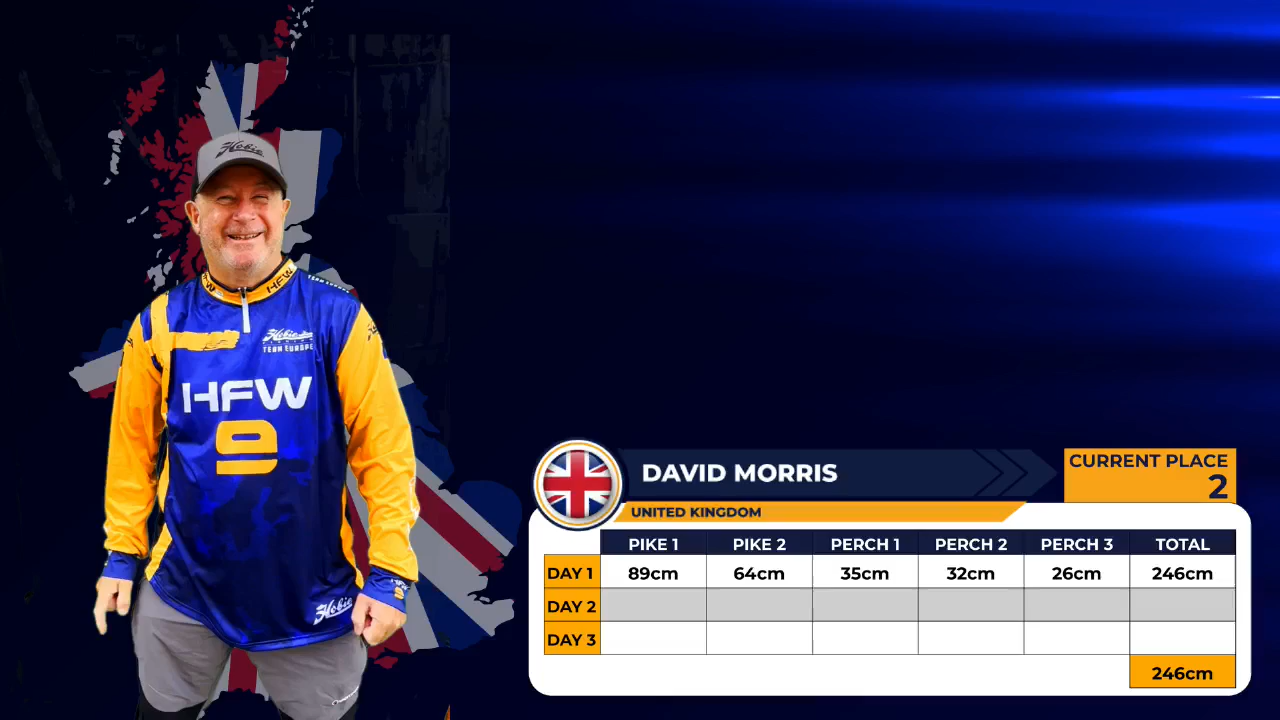 Hobie
HFW
HFW
Hobie
TEAM EUROPE
HFW
9
Hobie
DAVID MORRIS
UNITED KINGDOM
CURRENT PLACE
2
PIKE 1 PIKE 2 PERCH 1 PERCH 2 PERCH 3 TOTAL
DAY 1 89cm 64cm 35cm 32cm 26cm 246cm
DAY 2
DAY 3
246cm